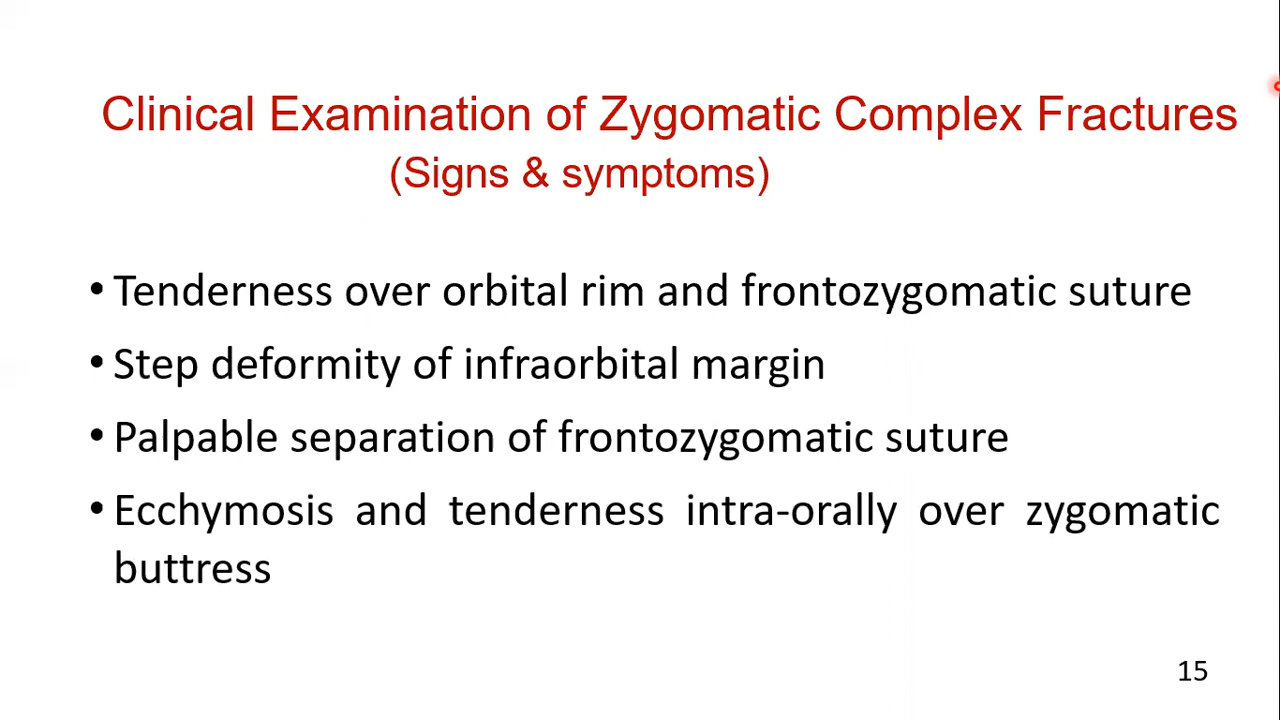 Clinical Examination of Zygomatic Complex Fractures
(Signs & symptoms)
• Tenderness over orbital rim and frontozygomatic suture
• Step deformity of infraorbital margin
• Palpable separation of frontozygomatic suture
• Ecchymosis and tenderness intra-orally over zygomatic
buttress
15